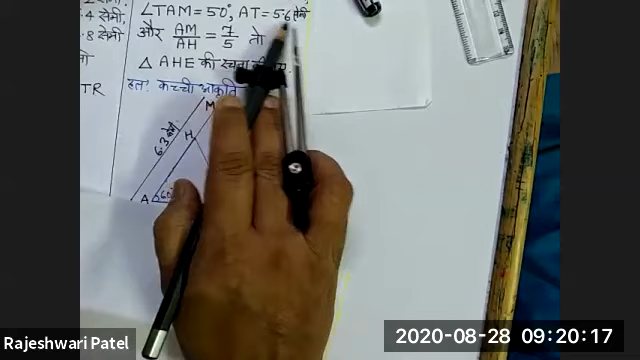 ∠TAM = 50°, AT = 5.6 सेमी
.4 सेमी,
.8 सेमी
और AM/AH = 7/5 तो
△ AHE की रचना
TR
हल: कच्ची आकृति
M
6.3 सेमी
H
A
Rajeshwari Patel
2020-08-28 09:20:17